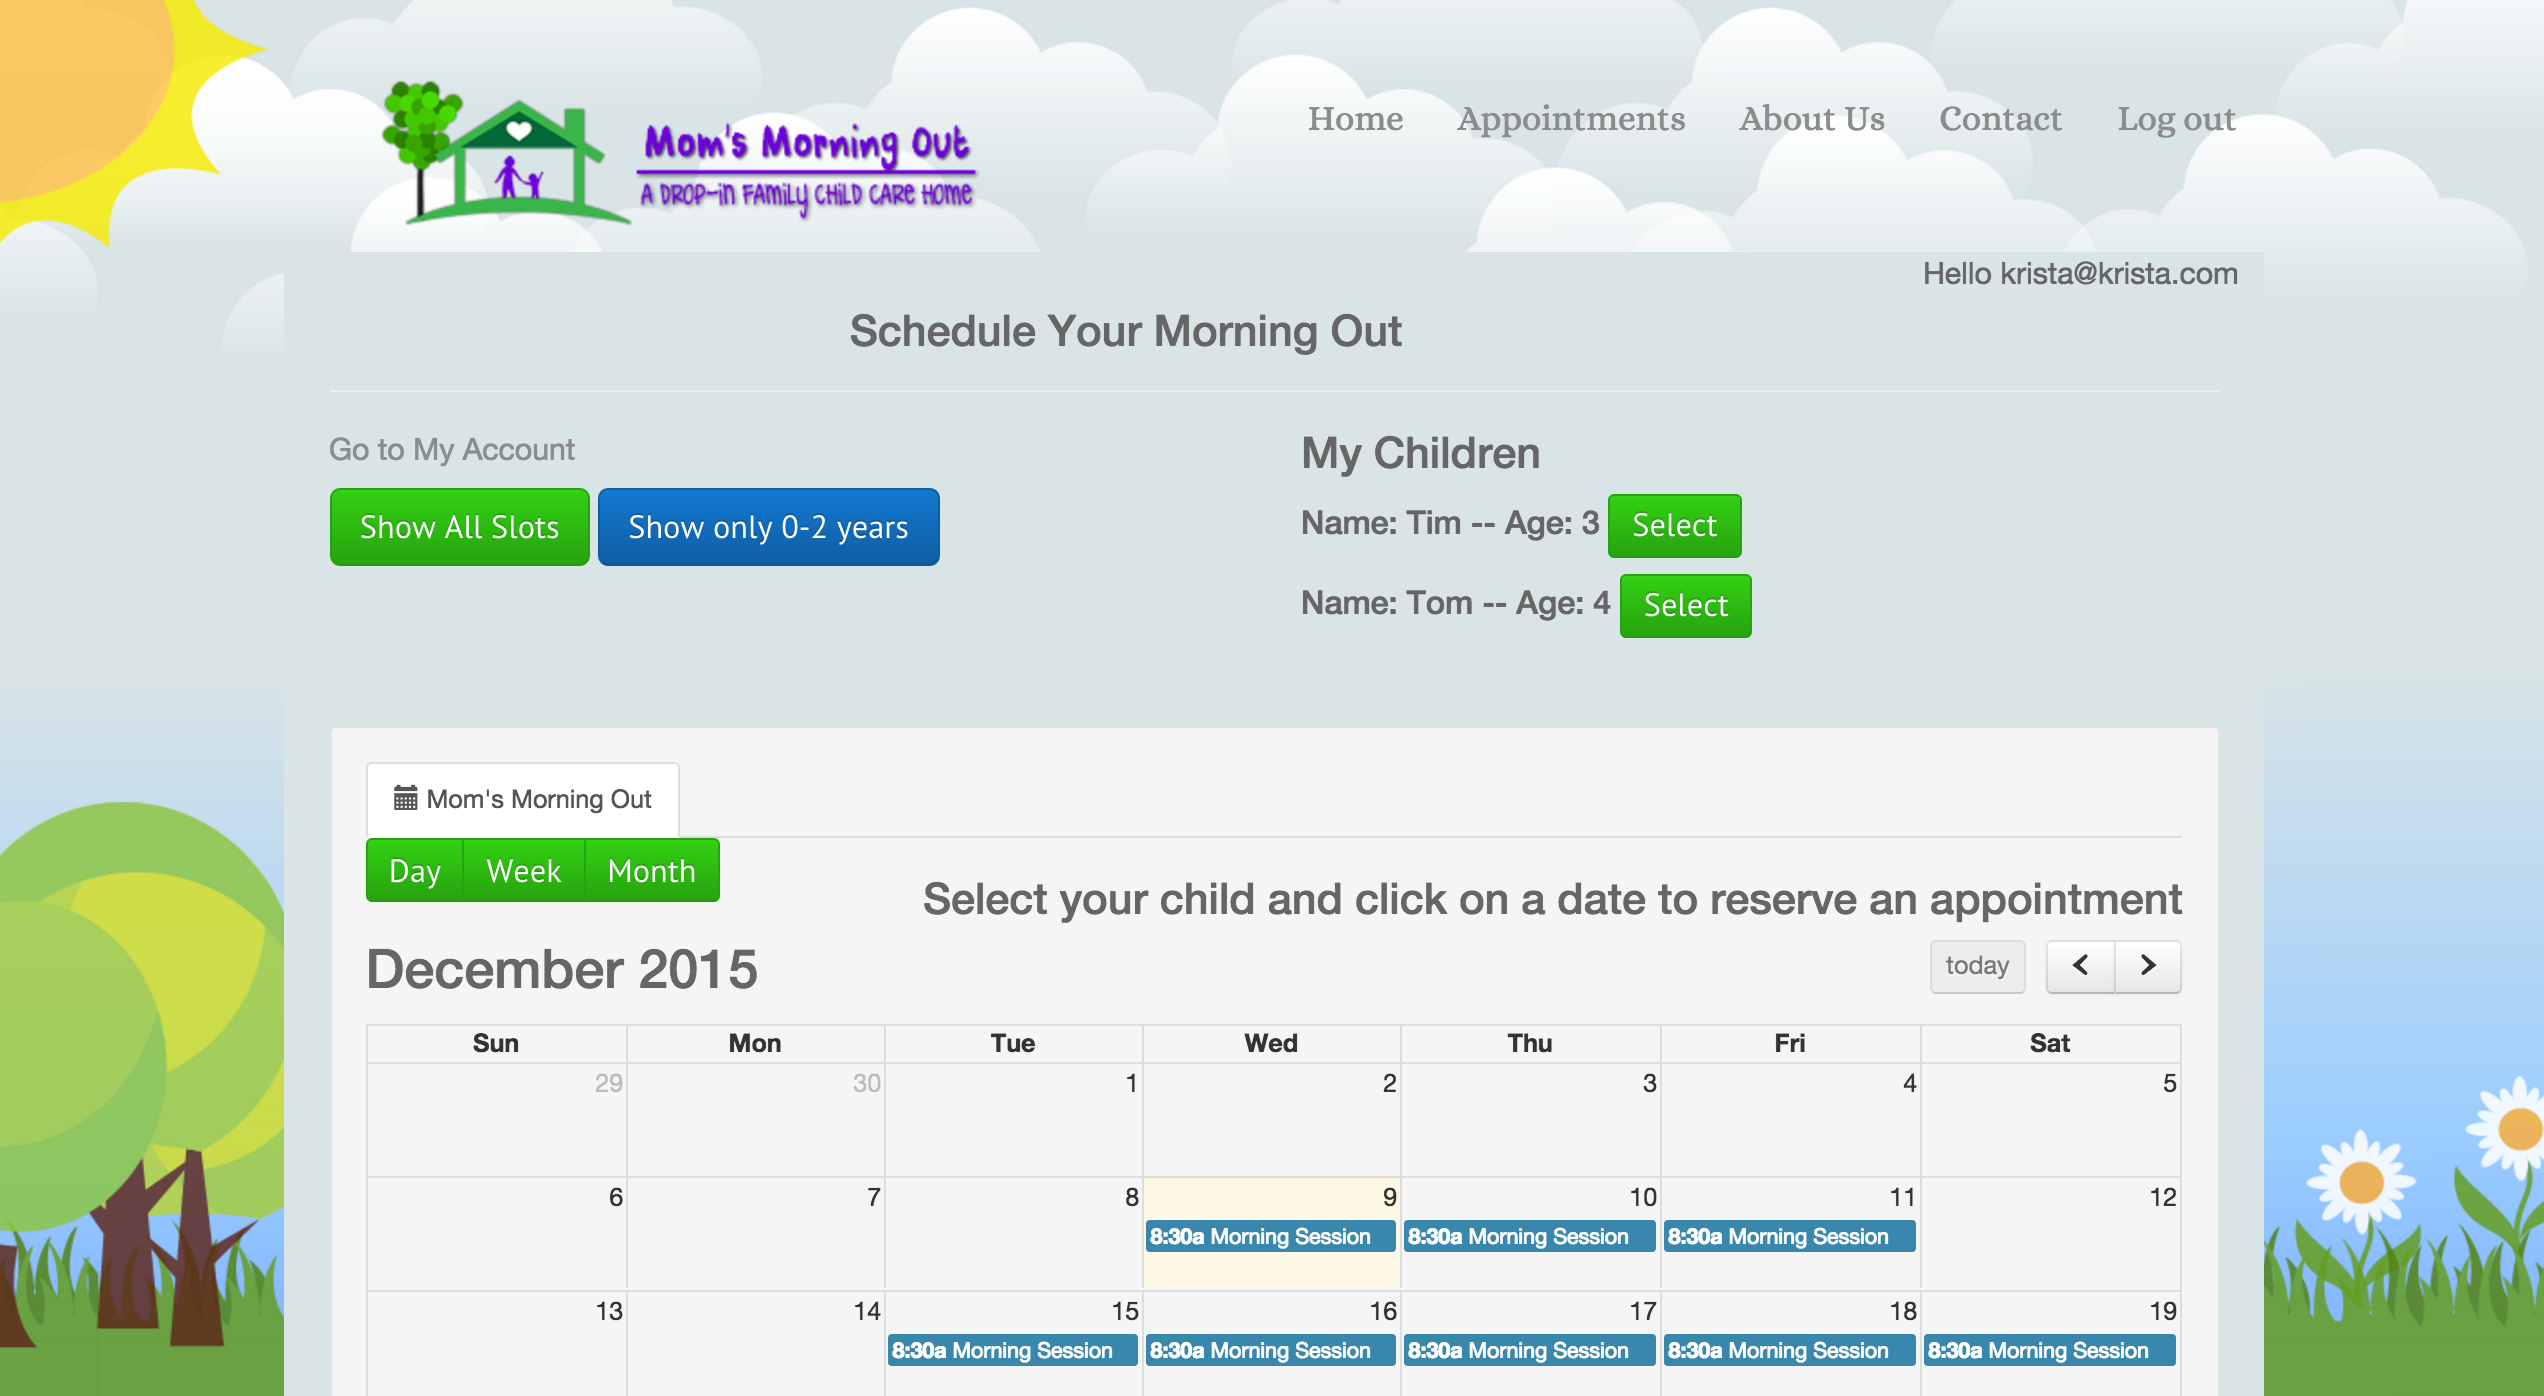 Mom's Morning Out
A DROP-in FAMiLY CHiLD CARe HOMe
Home Appointments About Us Contact Log out
Hello krista@krista.com
Schedule Your Morning Out
Go to My Account
Show All Slots Show only 0-2 years
My Children
Name: Tim -- Age: 3 Select
Name: Tom -- Age: 4 Select
Mom's Morning Out
Day Week Month
Select your child and click on a date to reserve an appointment
December 2015
today
Sun Mon Tue Wed Thu Fri Sat
29 30 1 2 3 4 5
6 7 8 9 10 11 12
8:30a Morning Session 8:30a Morning Session 8:30a Morning Session
13 14 15 16 17 18 19
8:30a Morning Session 8:30a Morning Session 8:30a Morning Session 8:30a Morning Session 8:30a Morning Session